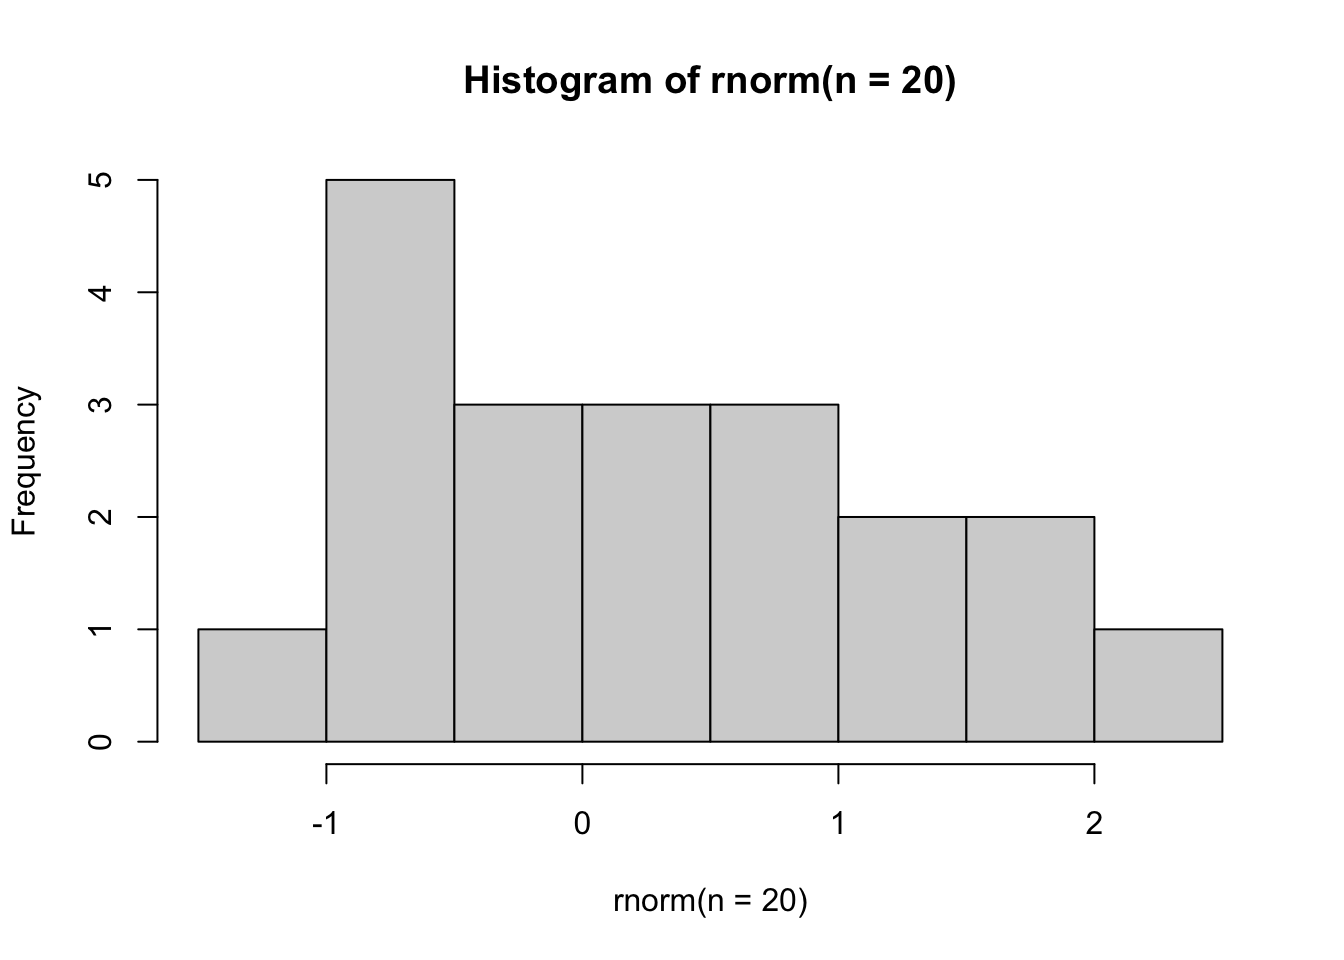 Histogram of rnorm(n = 20)
Frequency
5
4
3
2
1
0
-1 0 1 2
rnorm(n = 20)